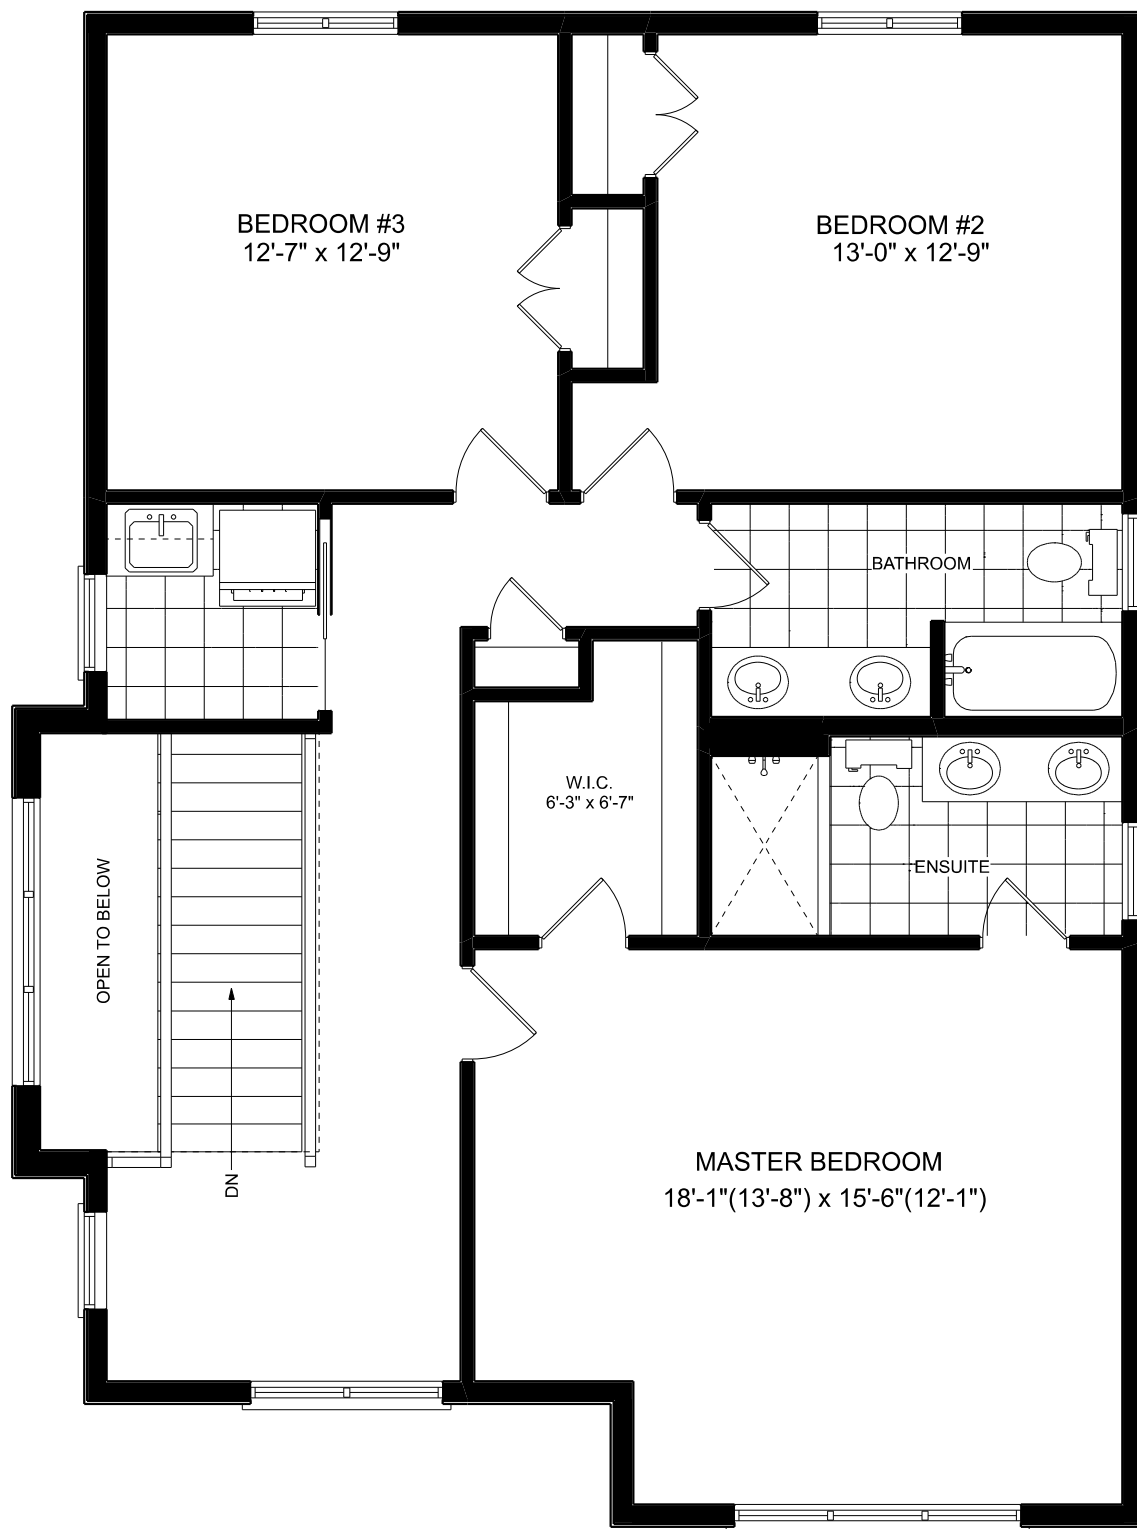 BEDROOM #3
12'-7" x 12'-9"
BEDROOM #2
13'-0" x 12'-9"
BATHROOM
W.I.C.
6'-3" x 6'-7"
ENSUITE
OPEN TO BELOW
DN
MASTER BEDROOM
18'-1"(13'-8") x 15'-6"(12'-1")